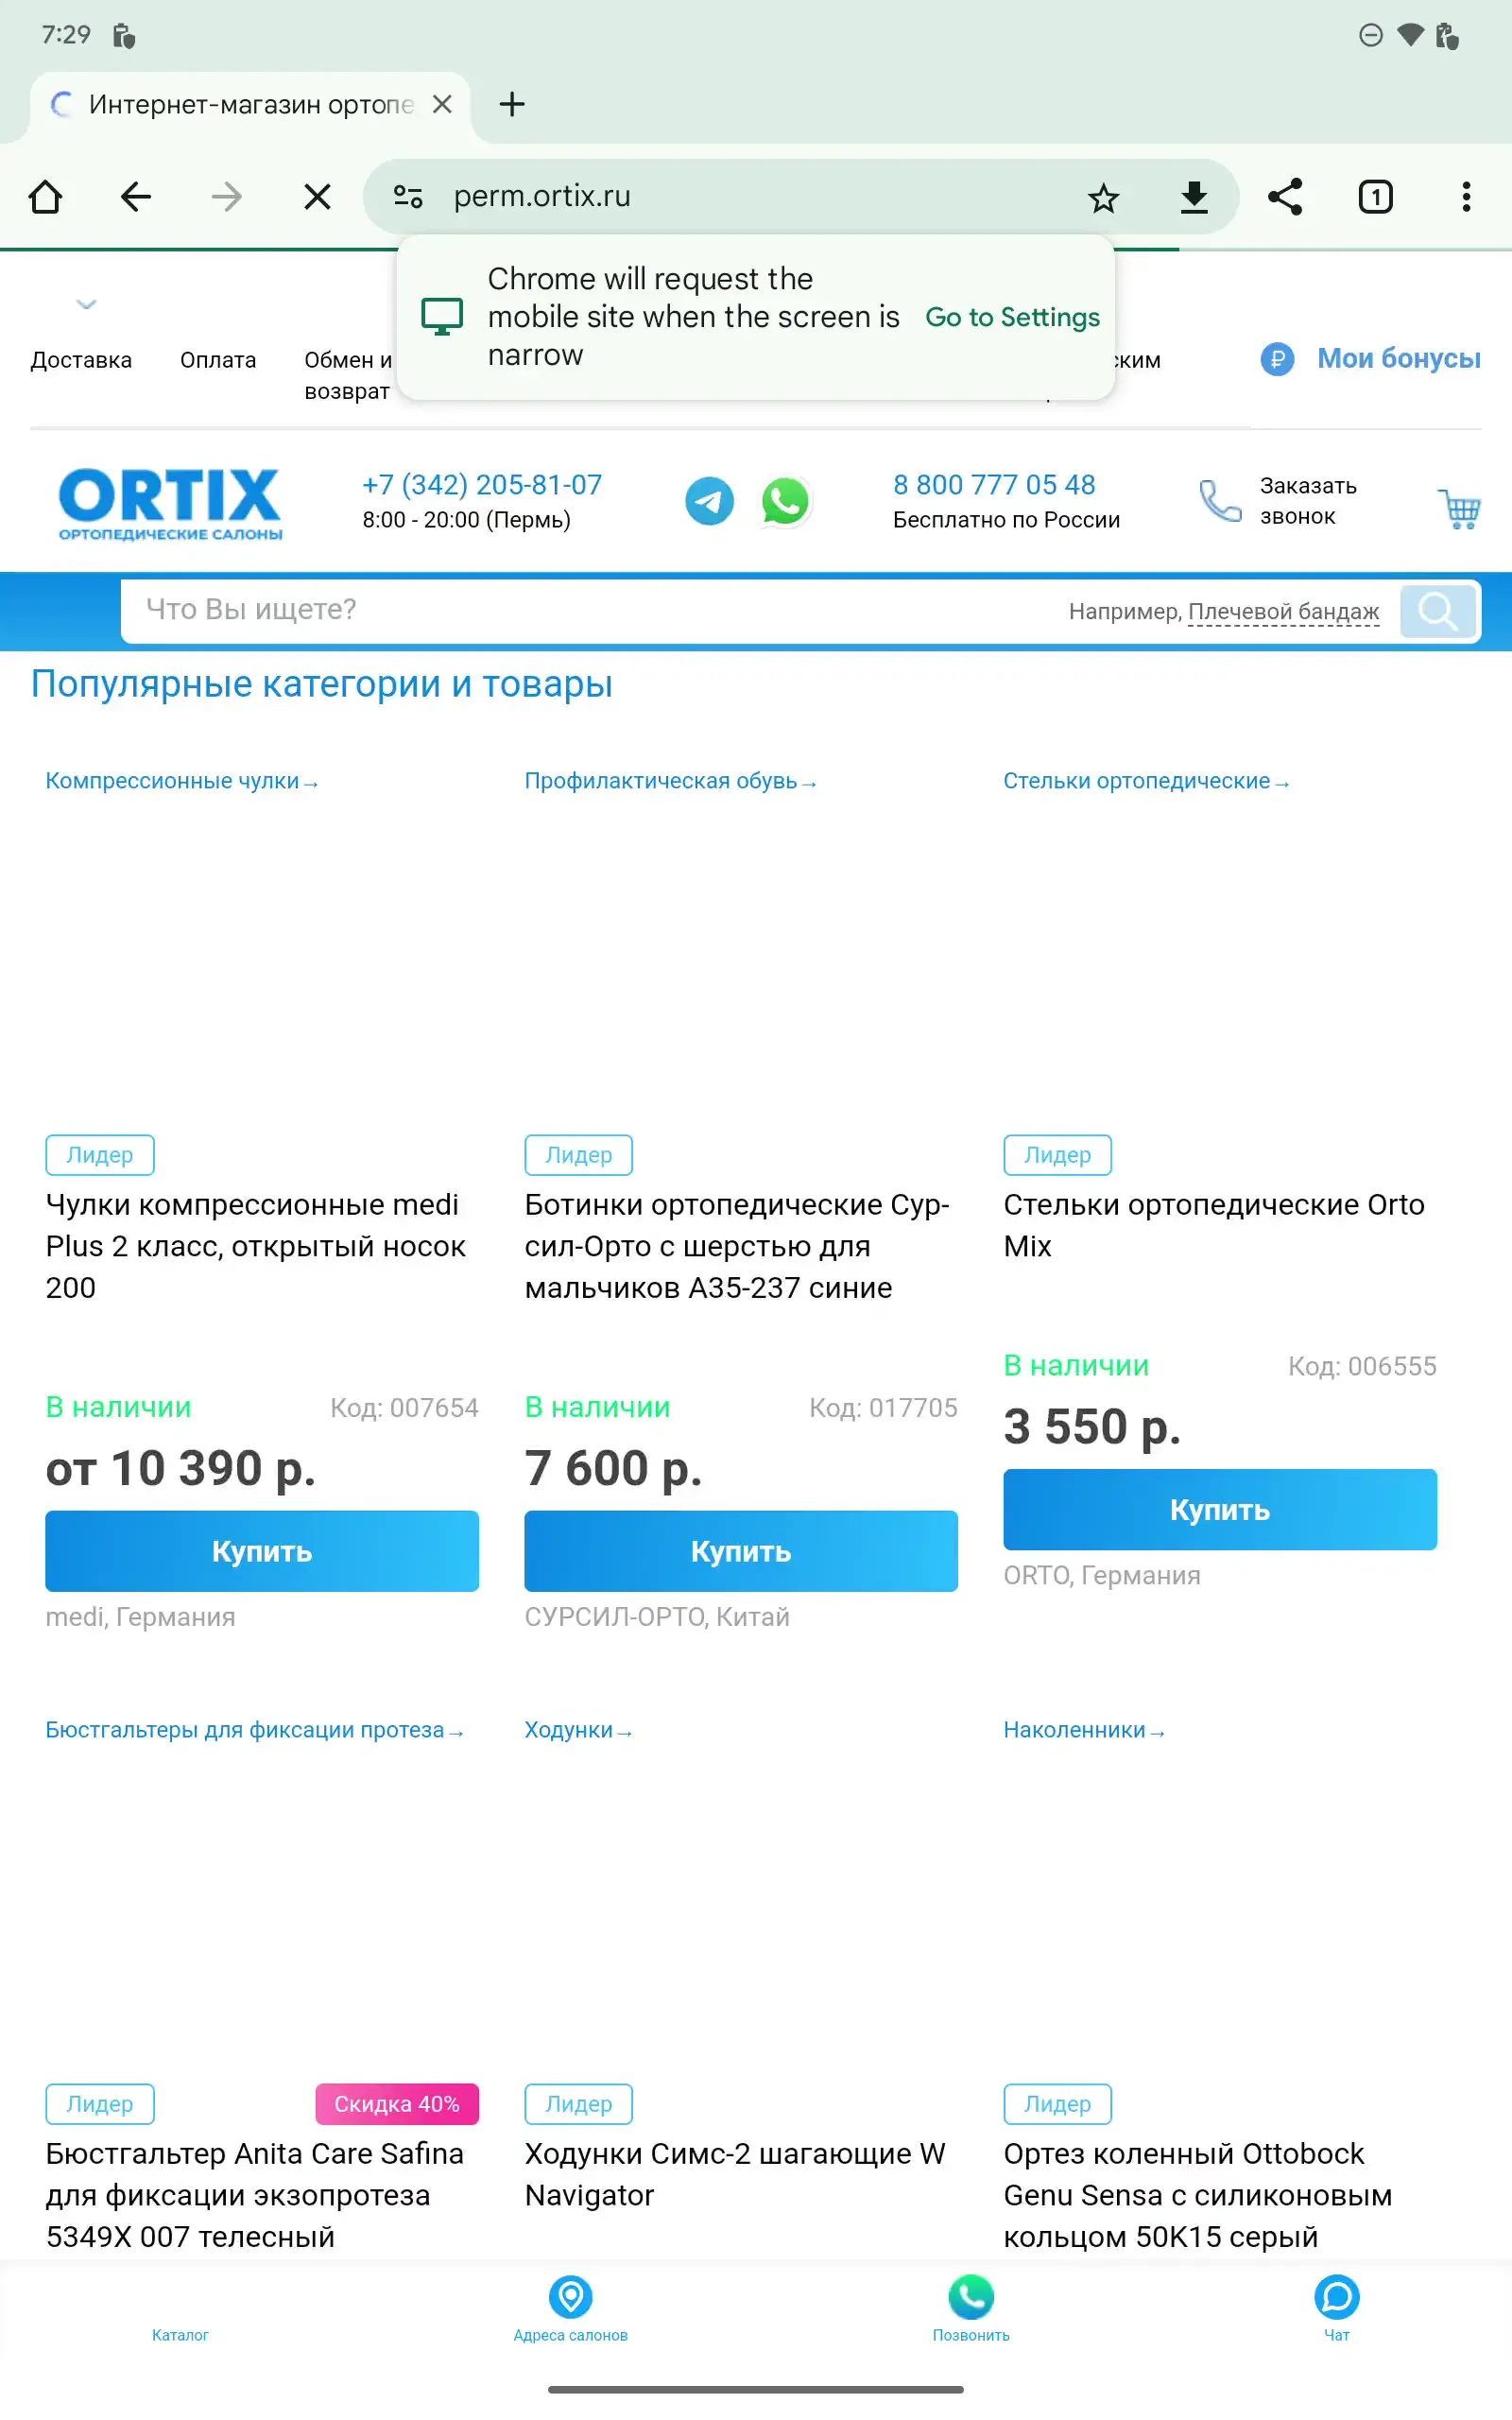 7:29
Интернет-магазин ортопе
perm.ortix.ru
1
Chrome will request the
mobile site when the screen is
narrow
Go to Settings
Доставка
Оплата
Обмен и
возврат
ским
Мои бонусы
ORTIX
ОРТОПЕДИЧЕСКИЕ САЛОНЫ
+7 (342) 205-81-07
8:00 - 20:00 (Пермь)
8 800 777 05 48
Бесплатно по России
Заказать
звонок
Что Вы ищете?
Например, Плечевой бандаж
Популярные категории и товары
Компрессионные чулки→
Профилактическая обувь→
Стельки ортопедические→
Лидер
Чулки компрессионные medi
Plus 2 класс, открытый носок
200
В наличии
Код: 007654
от 10 390 р.
Купить
medi, Германия
Лидер
Ботинки ортопедические Сур-
сил-Орто с шерстью для
мальчиков А35-237 синие
В наличии
Код: 017705
7 600 р.
Купить
СУРСИЛ-ОРТО, Китай
Лидер
Стельки ортопедические Orto
Mix
В наличии
Код: 006555
3 550 р.
Купить
ORTO, Германия
Бюстгальтеры для фиксации протеза→
Ходунки→
Наколенники→
Лидер
Скидка 40%
Бюстгальтер Anita Care Safina
для фиксации экзопротеза
5349X 007 телесный
Лидер
Ходунки Симс-2 шагающие W
Navigator
Лидер
Ортез коленный Ottobock
Genu Sensa с силиконовым
кольцом 50K15 серый
Каталог
Адреса салонов
Позвонить
Чат